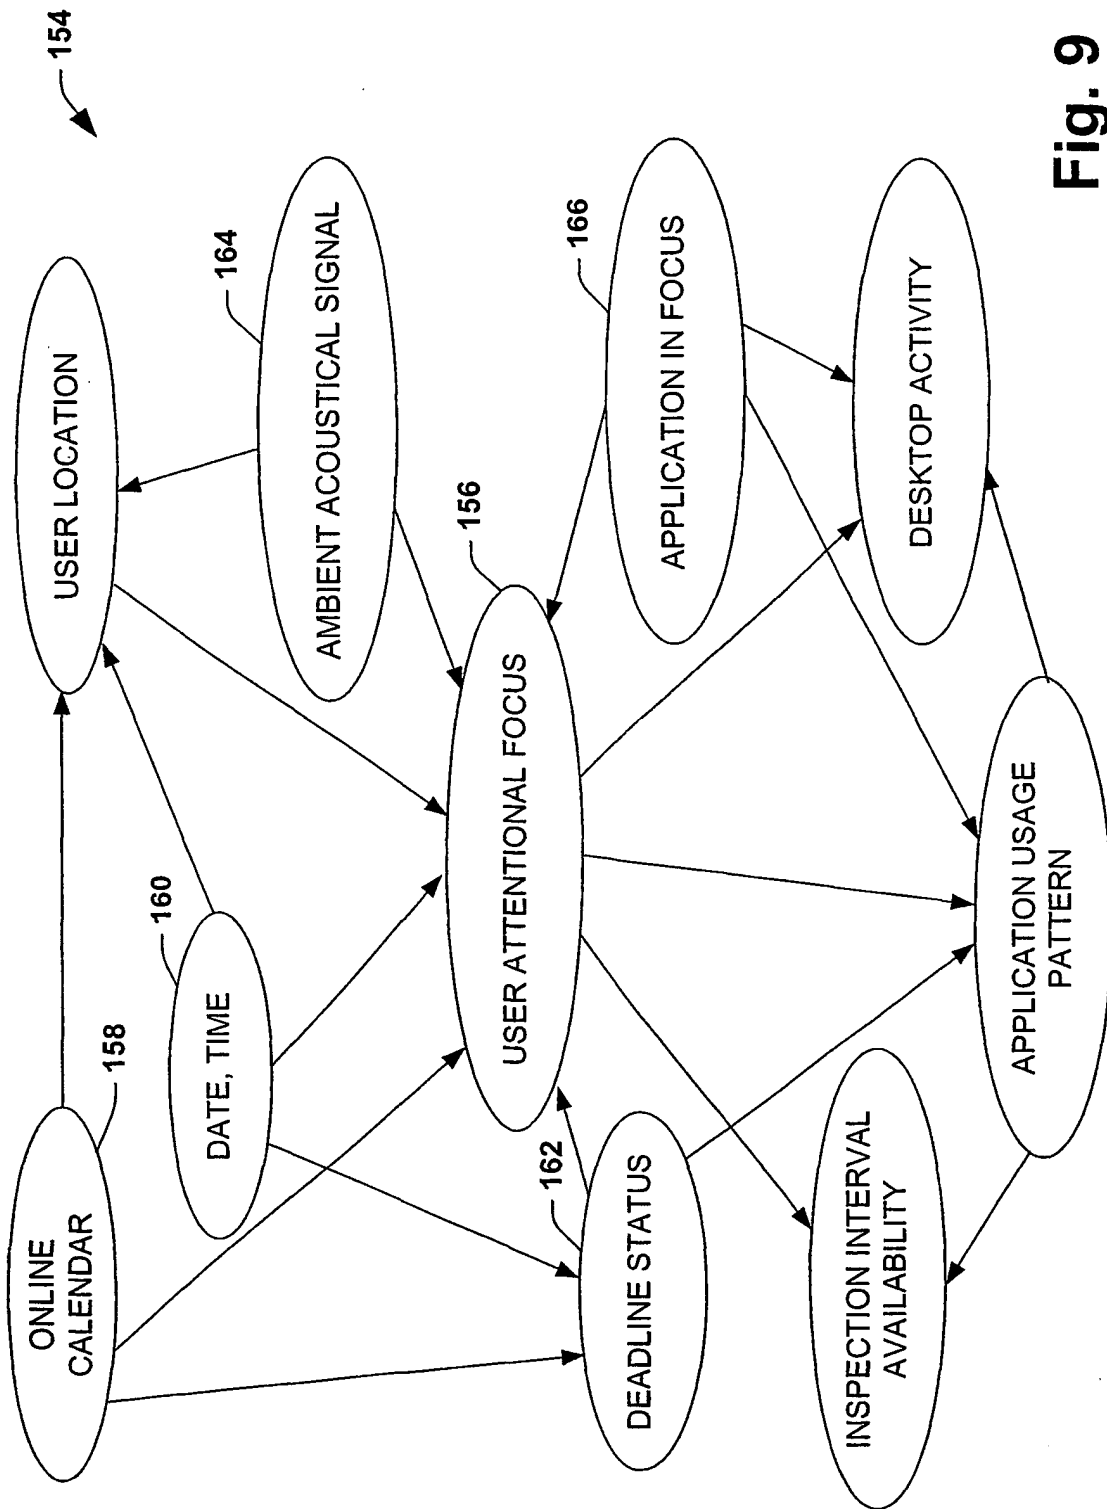 154
ONLINE
CALENDAR
158
USER LOCATION
DATE, TIME
160
164
AMBIENT ACOUSTICAL SIGNAL
USER ATTENTIONAL FOCUS
156
DEADLINE STATUS
162
166
APPLICATION IN FOCUS
INSPECTION INTERVAL
AVAILABILITY
DESKTOP ACTIVITY
APPLICATION USAGE
PATTERN
Fig. 9